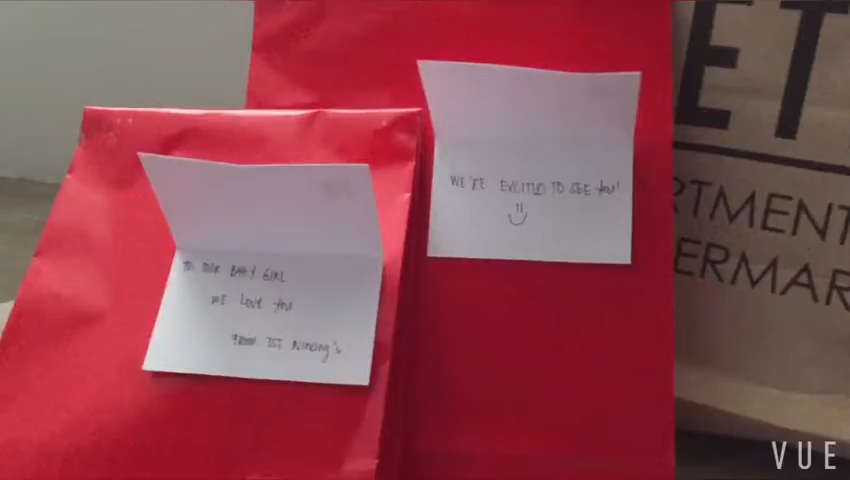 TO OUR BABY GIRL
WE LOVE YOU
FROM 1ST Ninang's
WE'RE EXCITED TO SEE YOU!
ET
RTMENT
ERMAR
VUE